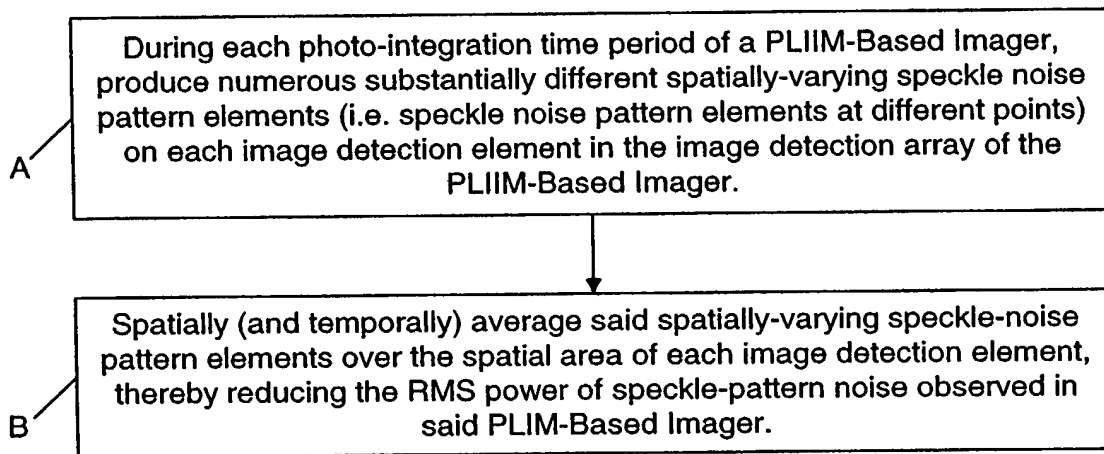 During each photo-integration time period of a PLIIM-Based Imager,
produce numerous substantially different spatially-varying speckle noise
pattern elements (i.e. speckle noise pattern elements at different points)
on each image detection element in the image detection array of the
PLIIM-Based Imager.
A
Spatially (and temporally) average said spatially-varying speckle-noise
pattern elements over the spatial area of each image detection element,
thereby reducing the RMS power of speckle-pattern noise observed in
said PLIM-Based Imager.
B